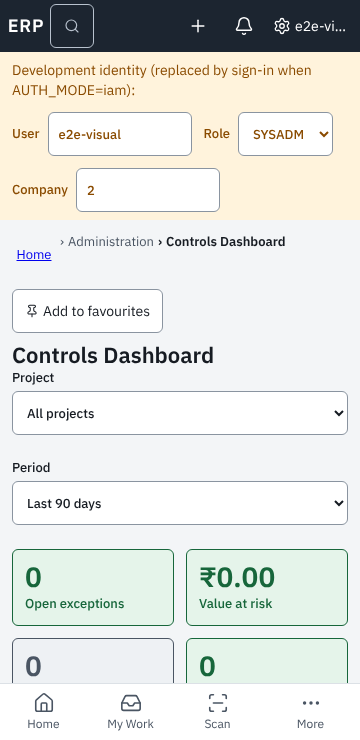 ERP
e2e-vi...
Development identity (replaced by sign-in when
AUTH_MODE=iam):
User e2e-visual Role SYSADM
Company 2
Home › Administration › Controls Dashboard
Add to favourites
Controls Dashboard
Project
All projects
Period
Last 90 days
0 ₹0.00
Open exceptions Value at risk
0 0
Home My Work Scan More